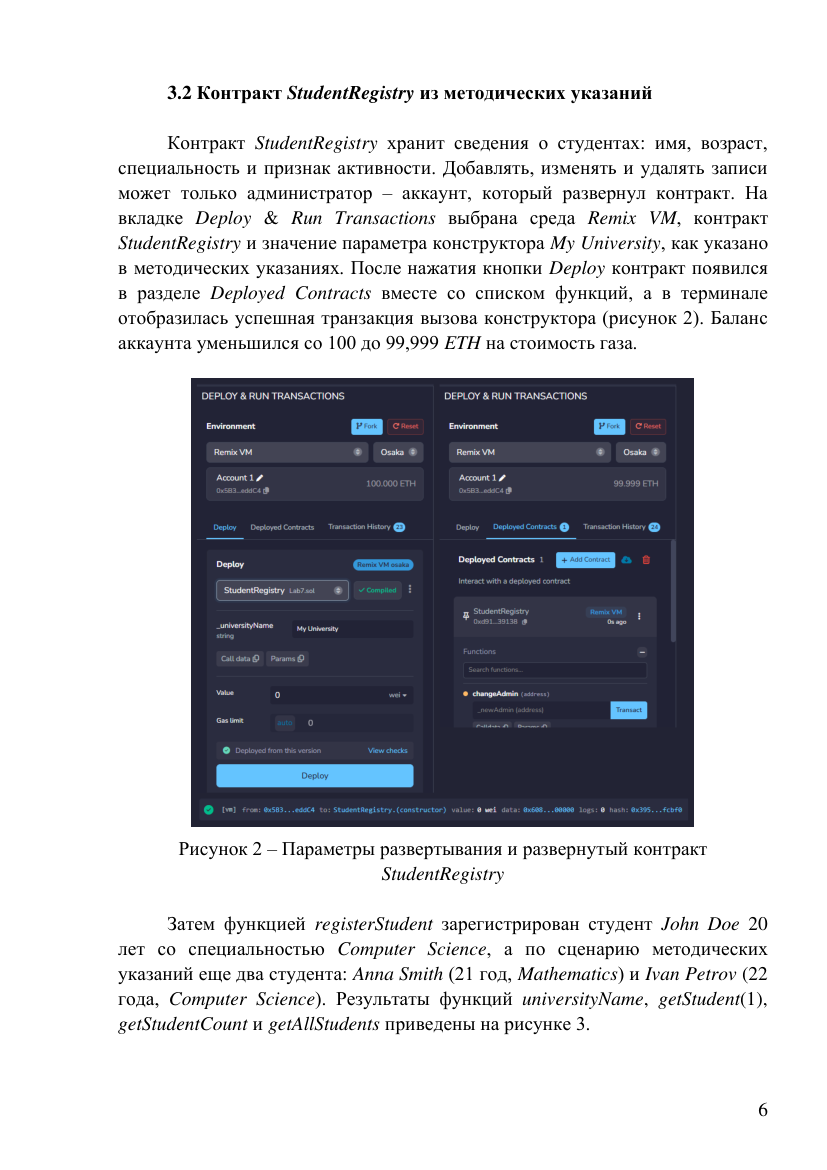 3.2 Контракт StudentRegistry из методических указаний
Контракт StudentRegistry хранит сведения о студентах: имя, возраст,
специальность и признак активности. Добавлять, изменять и удалять записи
может только администратор – аккаунт, который развернул контракт. На
вкладке Deploy & Run Transactions выбрана среда Remix VM, контракт
StudentRegistry и значение параметра конструктора My University, как указано
в методических указаниях. После нажатия кнопки Deploy контракт появился
в разделе Deployed Contracts вместе со списком функций, а в терминале
отобразилась успешная транзакция вызова конструктора (рисунок 2). Баланс
аккаунта уменьшился со 100 до 99,999 ETH на стоимость газа.
DEPLOY & RUN TRANSACTIONS
Environment
Fork
Reset
Remix VM
Osaka
Account 1
0x5B3...eddC4
100.000 ETH
Deploy
Deployed Contracts
Transaction History 23
Deploy
Remix VM osaka
StudentRegistry Lab7.sol
Compiled
_universityName
string
My University
Call data
Params
Value
0
wei
Gas limit
auto
0
Deployed from this version
View checks
Deploy
DEPLOY & RUN TRANSACTIONS
Environment
Fork
Reset
Remix VM
Osaka
Account 1
0x5B3...eddC4
99.999 ETH
Deploy
Deployed Contracts 1
Transaction History 24
Deployed Contracts 1
+ Add Contract
Interact with a deployed contract
StudentRegistry
0xd91...39138
Remix VM
0s ago
Functions
Search functions...
changeAdmin (address)
_newAdmin (address)
Transact
Calldata
Params
[vm] from: 0x5B3...eddC4 to: StudentRegistry.(constructor) value: 0 wei data: 0x608...00000 logs: 0 hash: 0x395...fcbf0
Рисунок 2 – Параметры развертывания и развернутый контракт
StudentRegistry
Затем функцией registerStudent зарегистрирован студент John Doe 20
лет со специальностью Computer Science, а по сценарию методических
указаний еще два студента: Anna Smith (21 год, Mathematics) и Ivan Petrov (22
года, Computer Science). Результаты функций universityName, getStudent(1),
getStudentCount и getAllStudents приведены на рисунке 3.
6